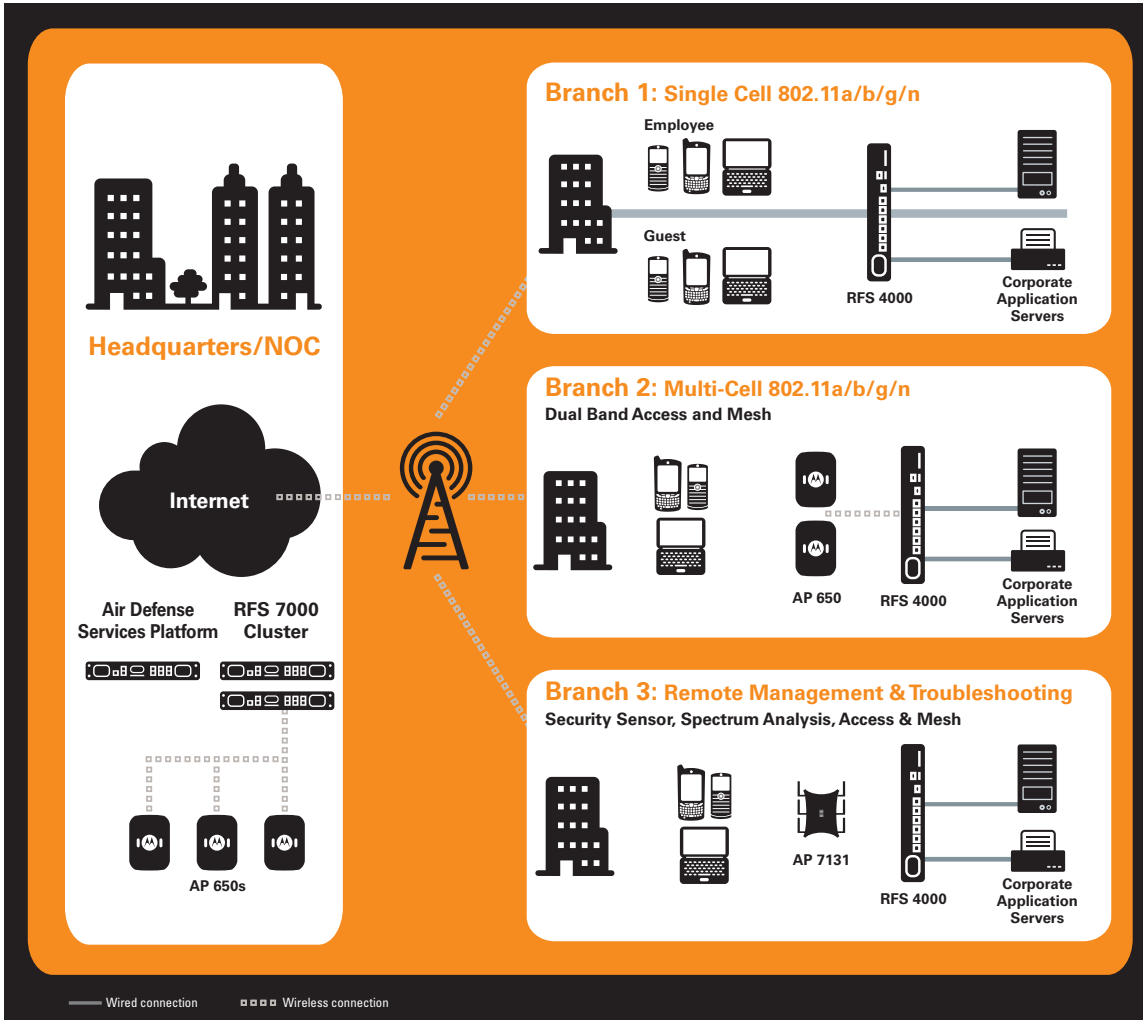 Headquarters/NOC
Internet
Air Defense
Services Platform
RFS 7000
Cluster
AP 650s
Branch 1: Single Cell 802.11a/b/g/n
Employee
Guest
RFS 4000
Corporate
Application
Servers
Branch 2: Multi-Cell 802.11a/b/g/n
Dual Band Access and Mesh
AP 650
RFS 4000
Corporate
Application
Servers
Branch 3: Remote Management & Troubleshooting
Security Sensor, Spectrum Analysis, Access & Mesh
AP 7131
RFS 4000
Corporate
Application
Servers
Wired connection
Wireless connection